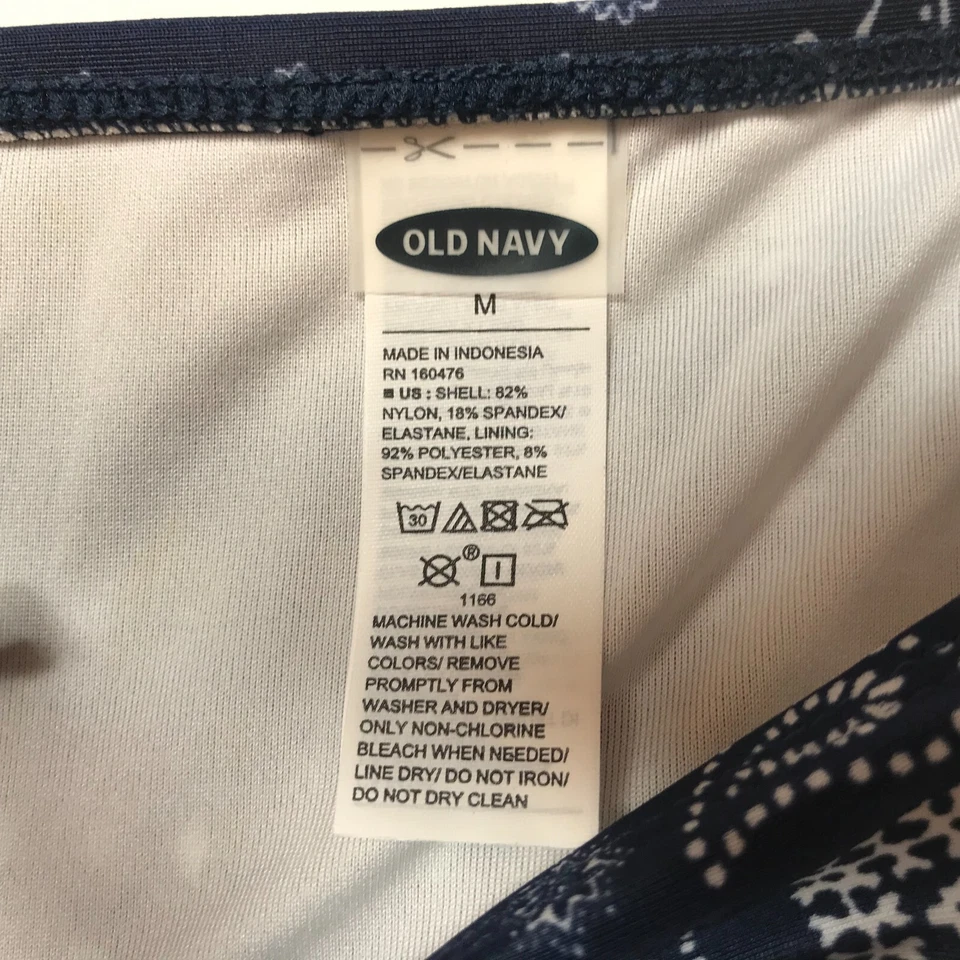 OLD NAVY
M
MADE IN INDONESIA
RN 160476
US : SHELL: 82%
NYLON, 18% SPANDEX/
ELASTANE, LINING:
92% POLYESTER, 8%
SPANDEX/ELASTANE
30
®
1166
MACHINE WASH COLD/
WASH WITH LIKE
COLORS/ REMOVE
PROMPTLY FROM
WASHER AND DRYER/
ONLY NON-CHLORINE
BLEACH WHEN NEEDED/
LINE DRY/ DO NOT IRON/
DO NOT DRY CLEAN